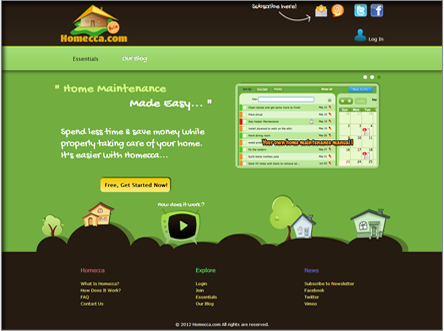 Subscribe here!
Homecca.com
Log In
Essentials
Our Blog
" Home Maintenance
Made Easy... "
Spend less time & save money while
properly taking care of your home.
It's easier with Homecca...
Your own home maintenance manual!
Free, Get Started Now!
How does it work?
Homecca
Explore
News
What Is Homecca?
Login
Subscribe to Newsletter
How Does It Work?
Join
Facebook
FAQ
Essentials
Twitter
Contact Us
Our Blog
Vimeo
© 2012 Homecca.com All rights are reserved.